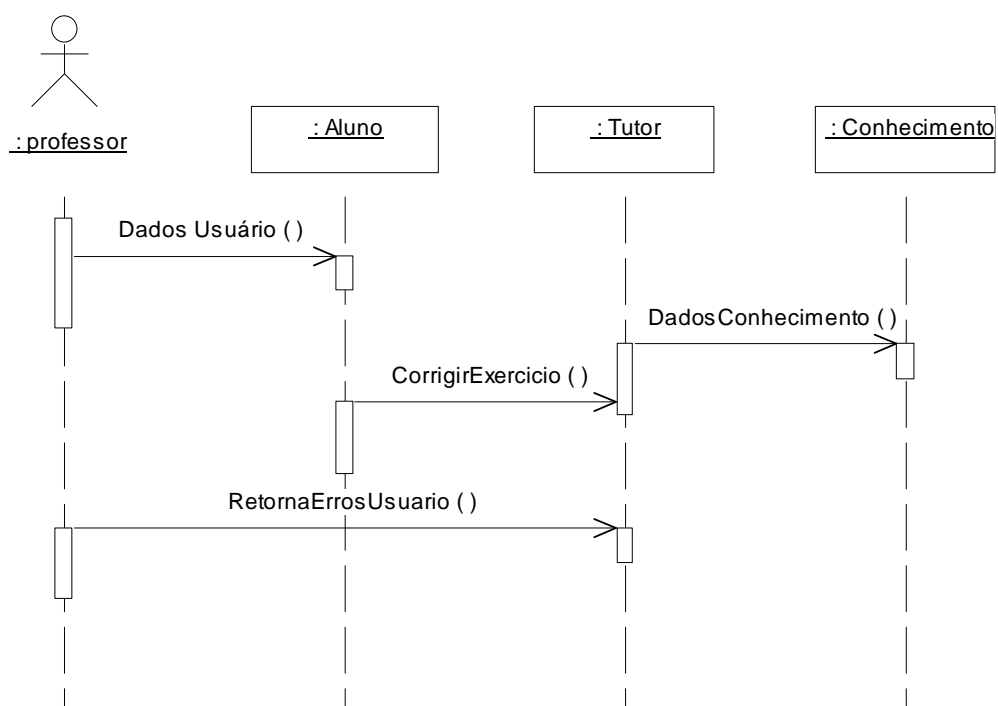 : professor
: Aluno
: Tutor
: Conhecimento
Dados Usuário ( )
DadosConhecimento ( )
CorrigirExercicio ( )
RetornaErrosUsuario ( )